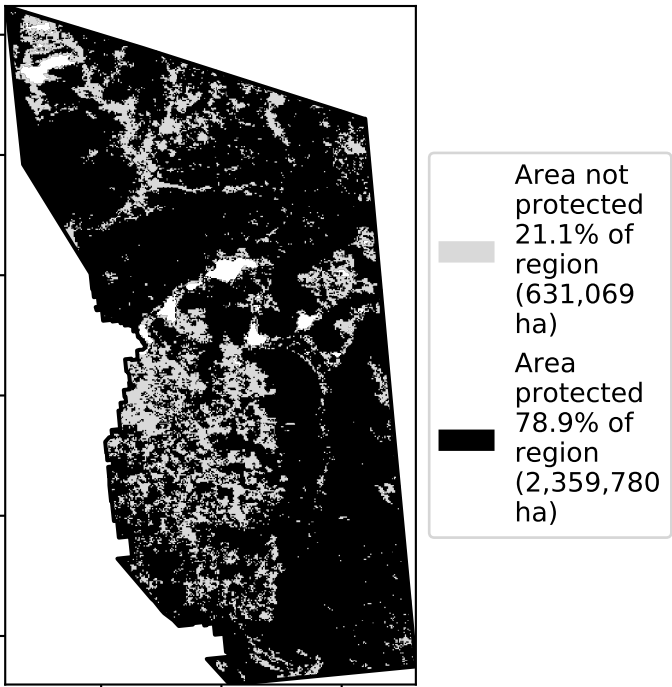 Area not
protected
21.1% of
region
(631,069
ha)
Area
protected
78.9% of
region
(2,359,780
ha)